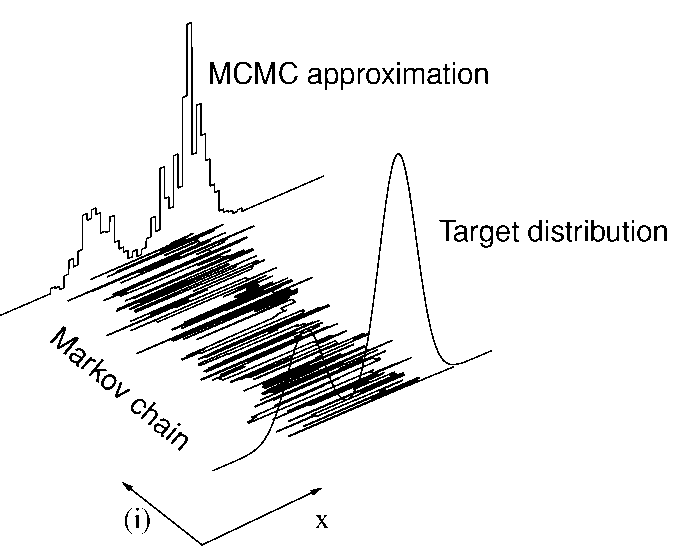 MCMC approximation
Target distribution
Markov chain
(i)
x